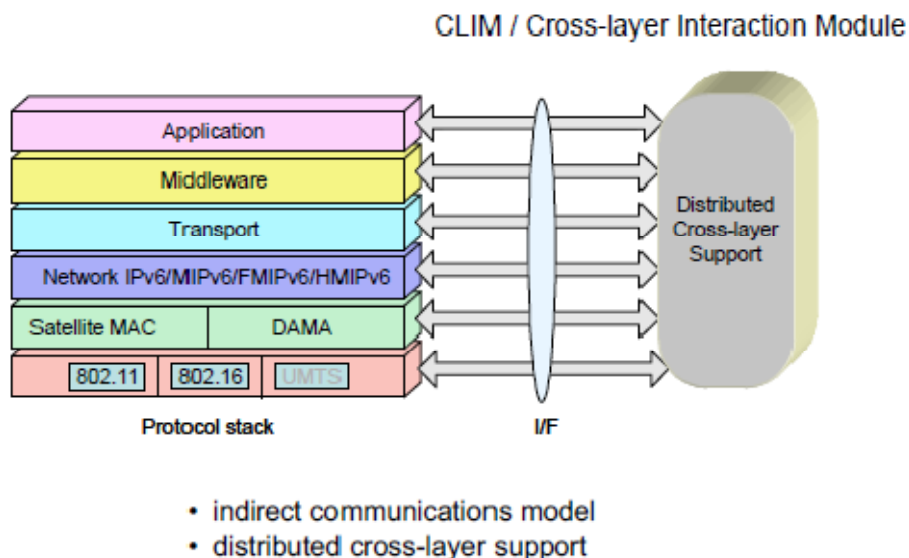 CLIM / Cross-layer Interaction Module
Application
Middleware
Transport
Network IPv6/MIPv6/FMIPv6/HMIPv6
Satellite MAC
DAMA
802.11
802.16
UMTS
Distributed
Cross-layer
Support
Protocol stack
I/F
• indirect communications model
• distributed cross-layer support